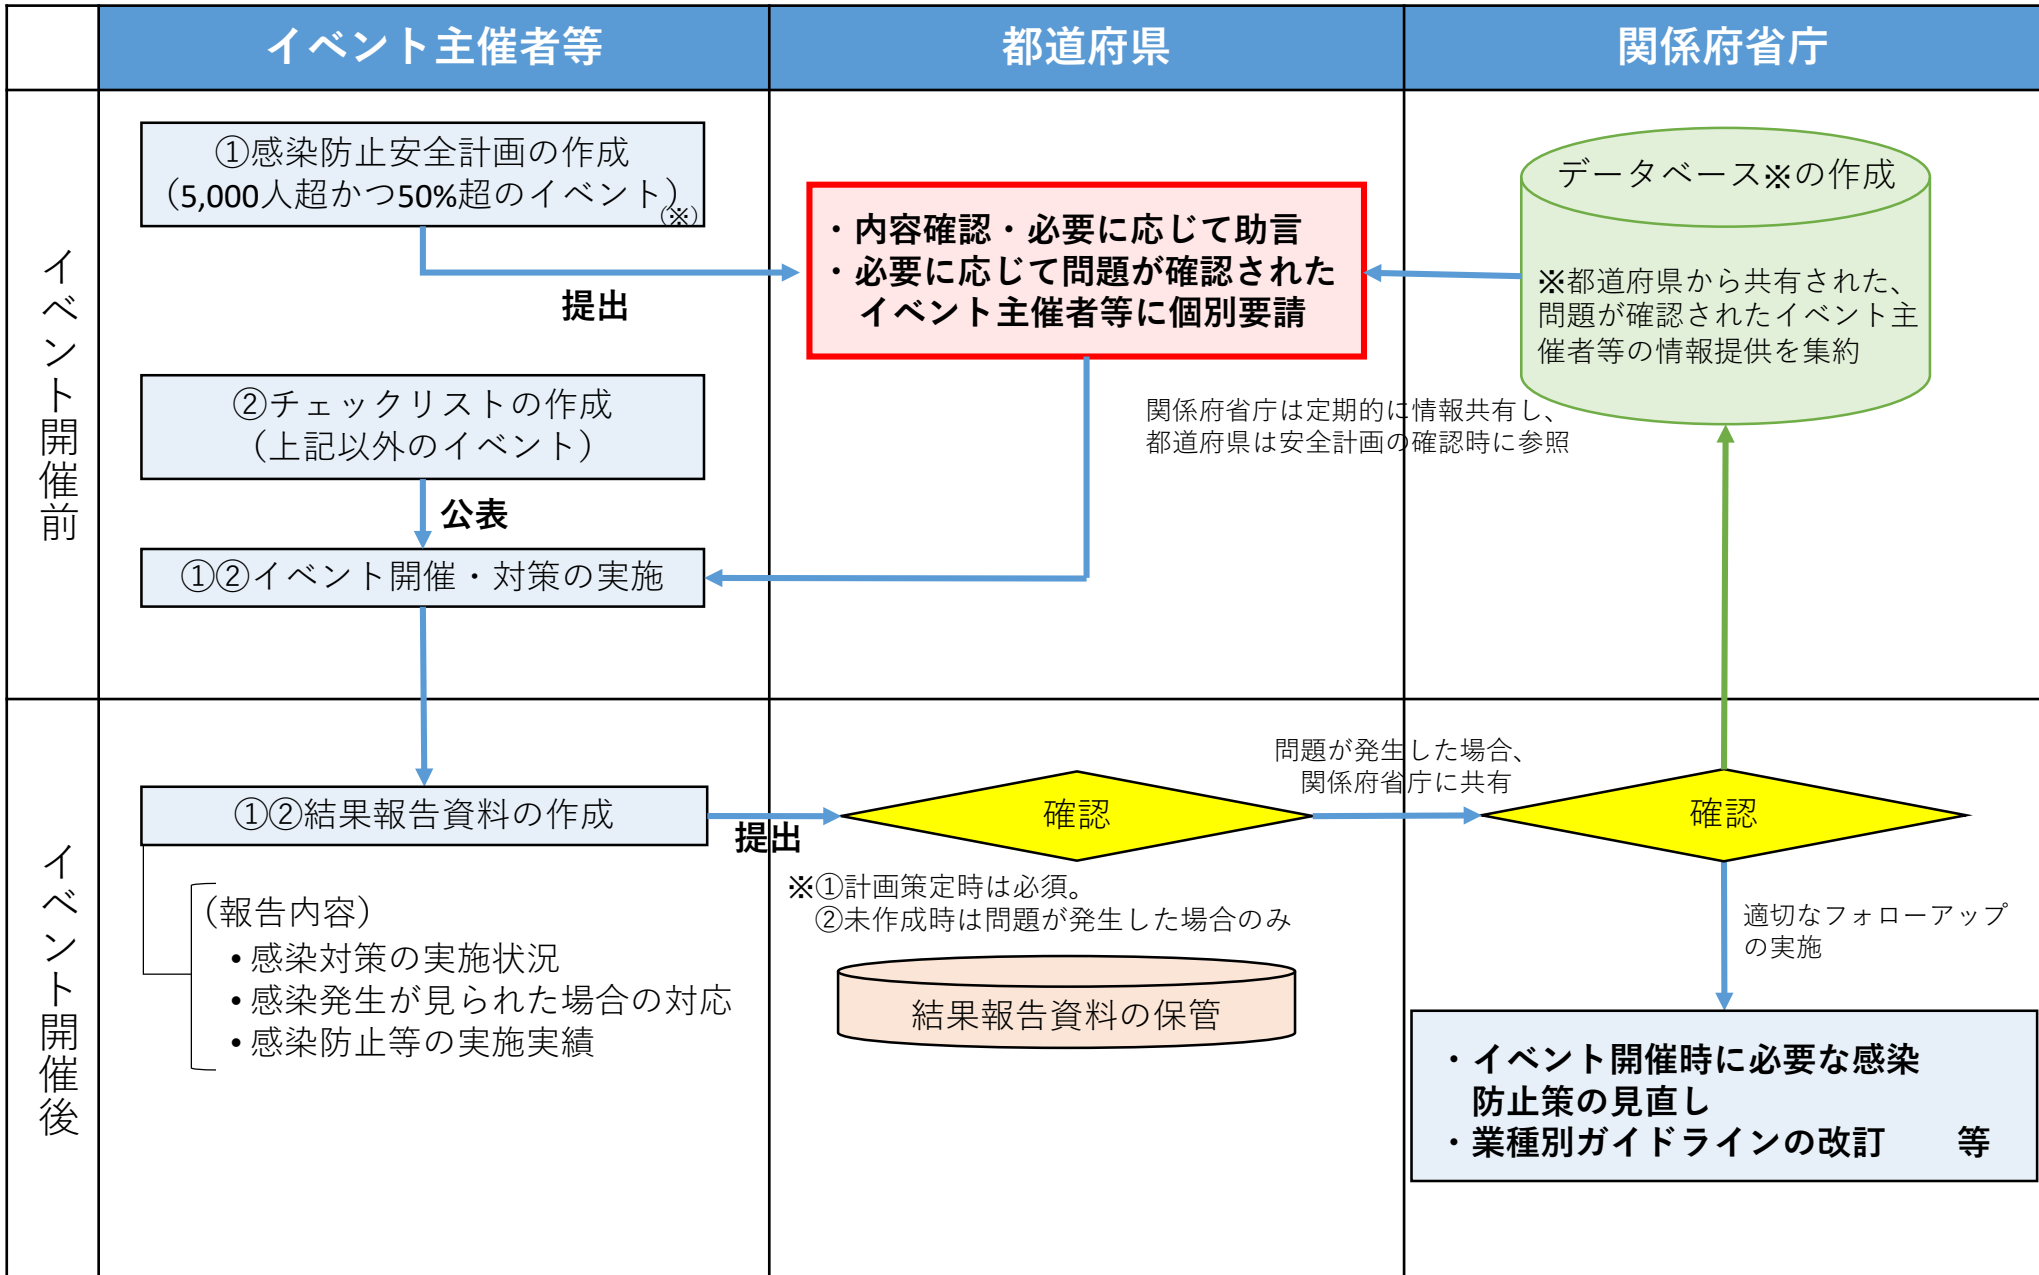 イベント主催者等
都道府県
関係府省庁
イベント開催前
①感染防止安全計画の作成
（5,000人超かつ50%超のイベント）
(※)
提出
・内容確認・必要に応じて助言
・必要に応じて問題が確認された
イベント主催者等に個別要請
データベース※の作成
※都道府県から共有された、
問題が確認されたイベント主
催者等の情報提供を集約
関係府省庁は定期的に情報共有し、
都道府県は安全計画の確認時に参照
②チェックリストの作成
（上記以外のイベント）
公表
①②イベント開催・対策の実施
イベント開催後
①②結果報告資料の作成
提出
確認
問題が発生した場合、
関係府省庁に共有
確認
（報告内容）
• 感染対策の実施状況
• 感染発生が見られた場合の対応
• 感染防止等の実施実績
※①計画策定時は必須。
②未作成時は問題が発生した場合のみ
結果報告資料の保管
適切なフォローアップ
の実施
・イベント開催時に必要な感染
防止策の見直し
・業種別ガイドラインの改訂　　等